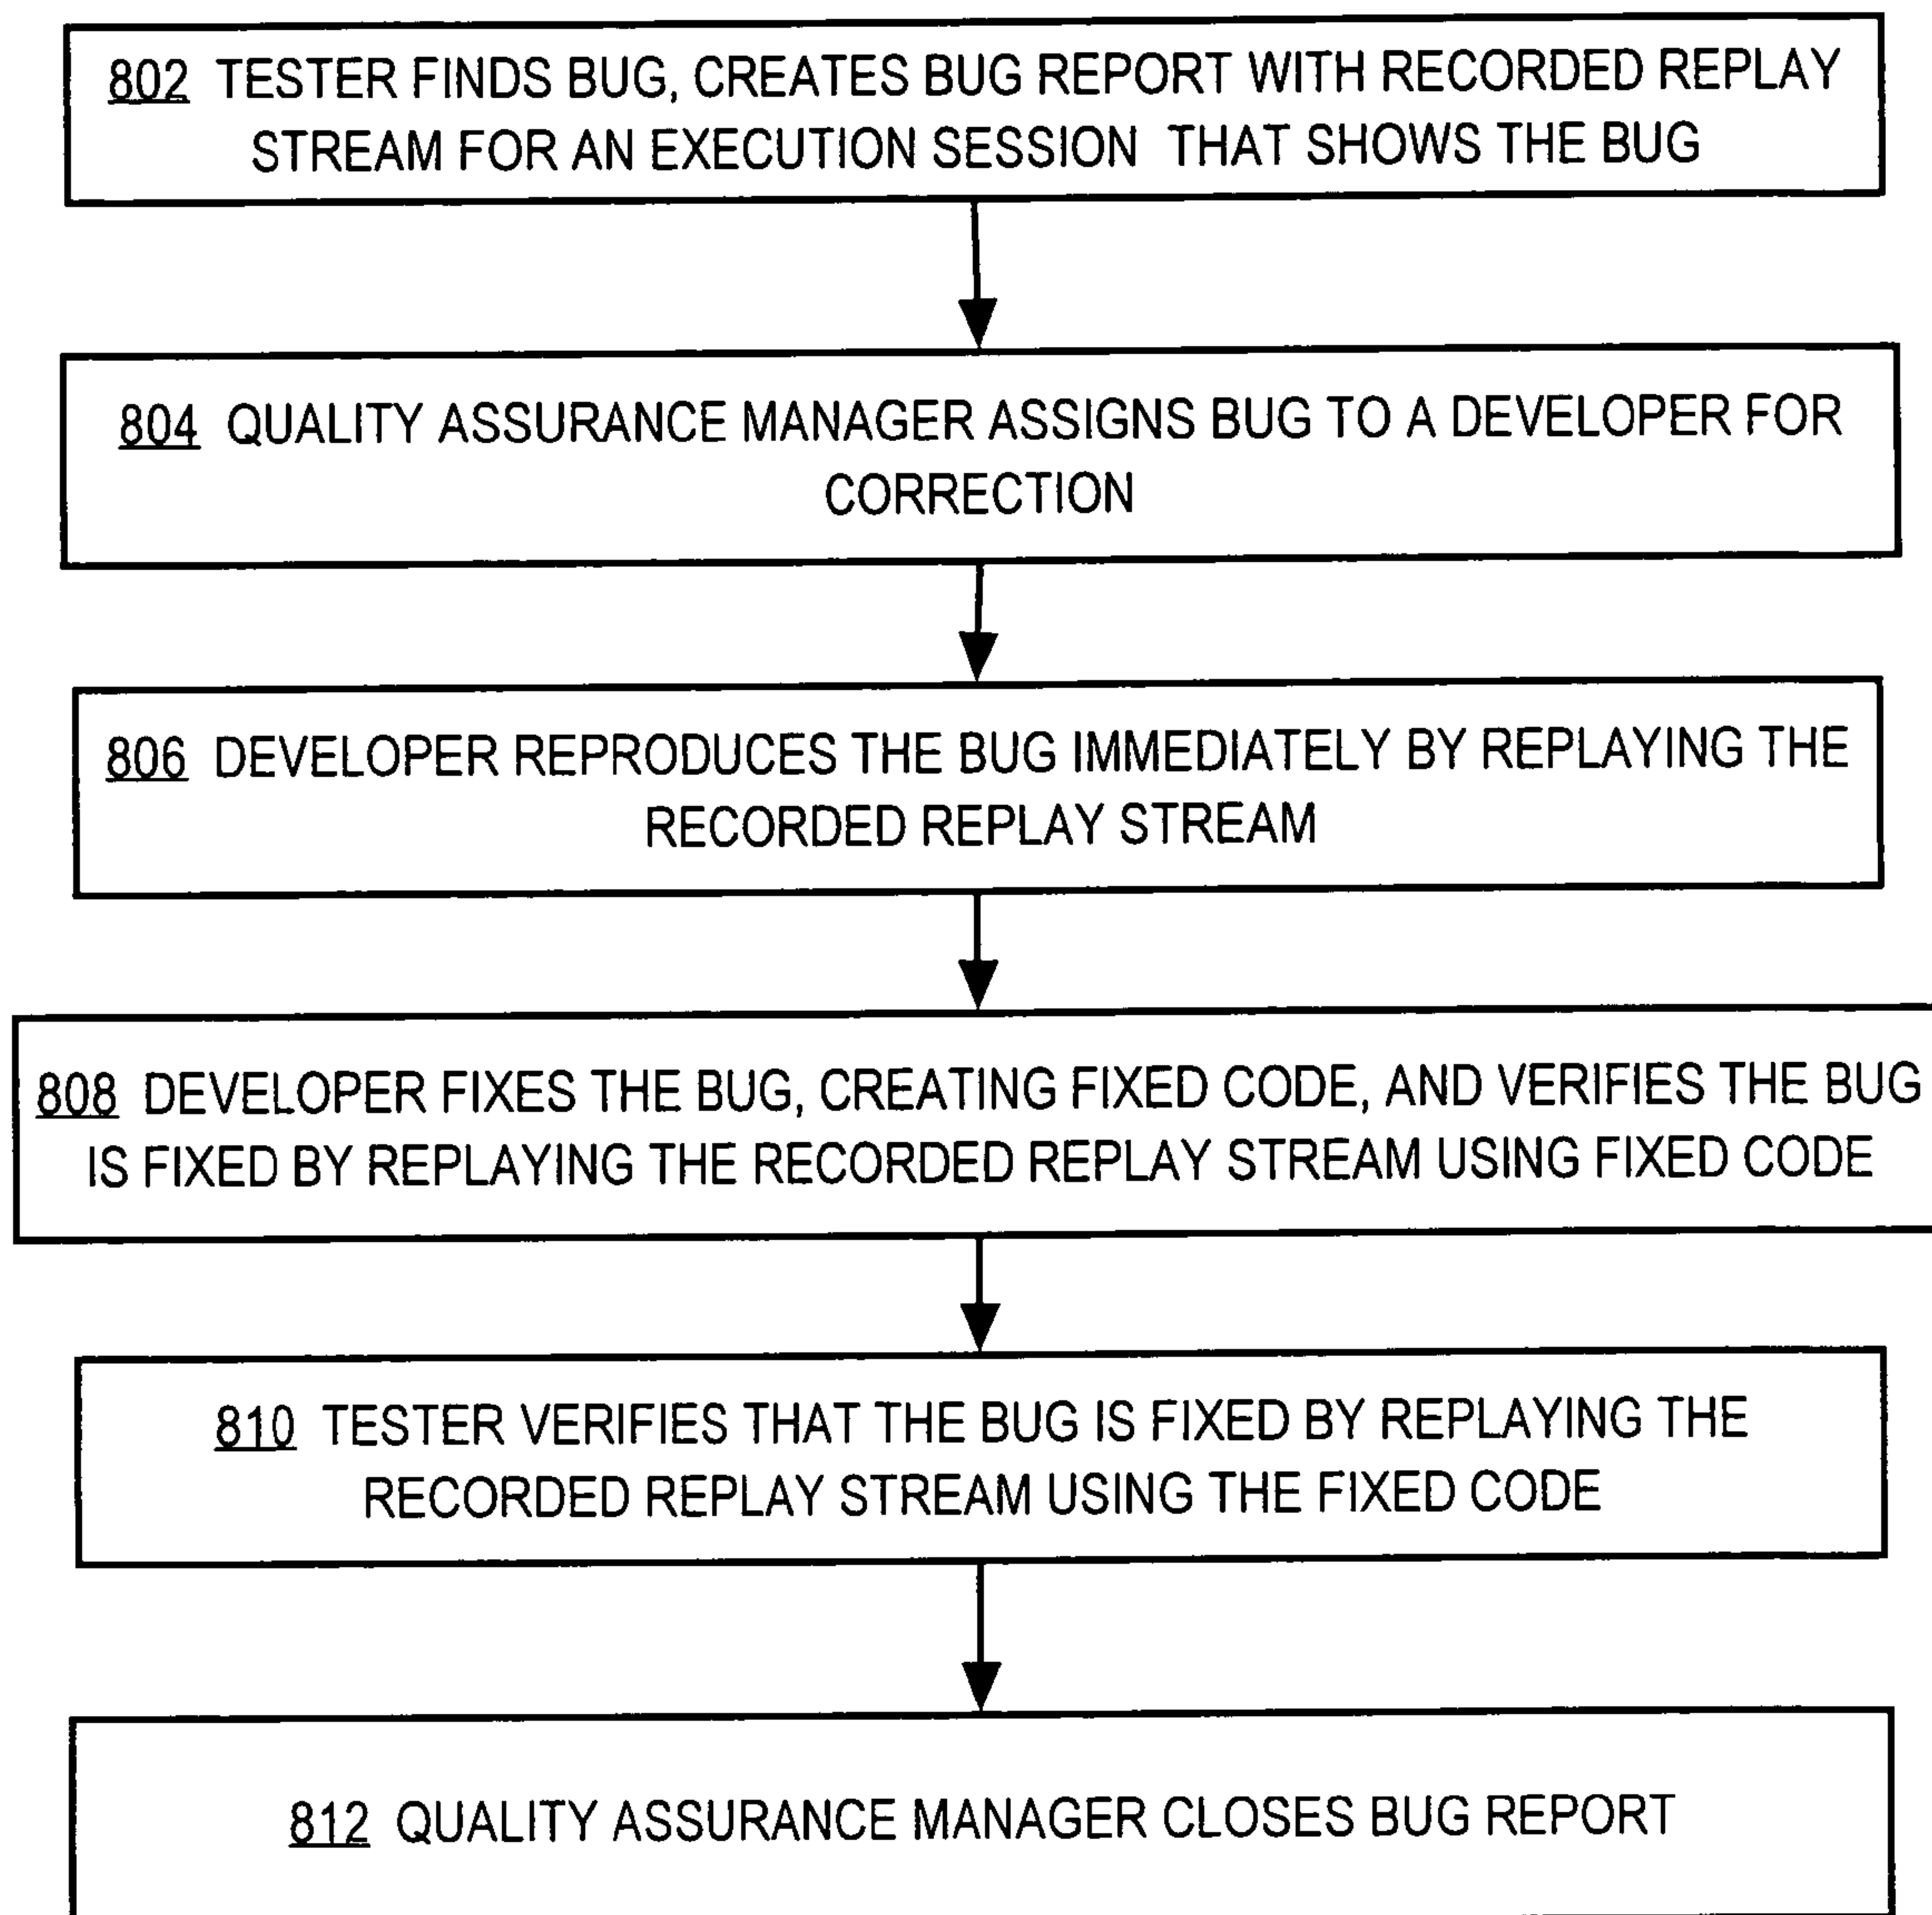 802 TESTER FINDS BUG, CREATES BUG REPORT WITH RECORDED REPLAY
STREAM FOR AN EXECUTION SESSION THAT SHOWS THE BUG
804 QUALITY ASSURANCE MANAGER ASSIGNS BUG TO A DEVELOPER FOR
CORRECTION
806 DEVELOPER REPRODUCES THE BUG IMMEDIATELY BY REPLAYING THE
RECORDED REPLAY STREAM
808 DEVELOPER FIXES THE BUG, CREATING FIXED CODE, AND VERIFIES THE BUG
IS FIXED BY REPLAYING THE RECORDED REPLAY STREAM USING FIXED CODE
810 TESTER VERIFIES THAT THE BUG IS FIXED BY REPLAYING THE
RECORDED REPLAY STREAM USING THE FIXED CODE
812 QUALITY ASSURANCE MANAGER CLOSES BUG REPORT